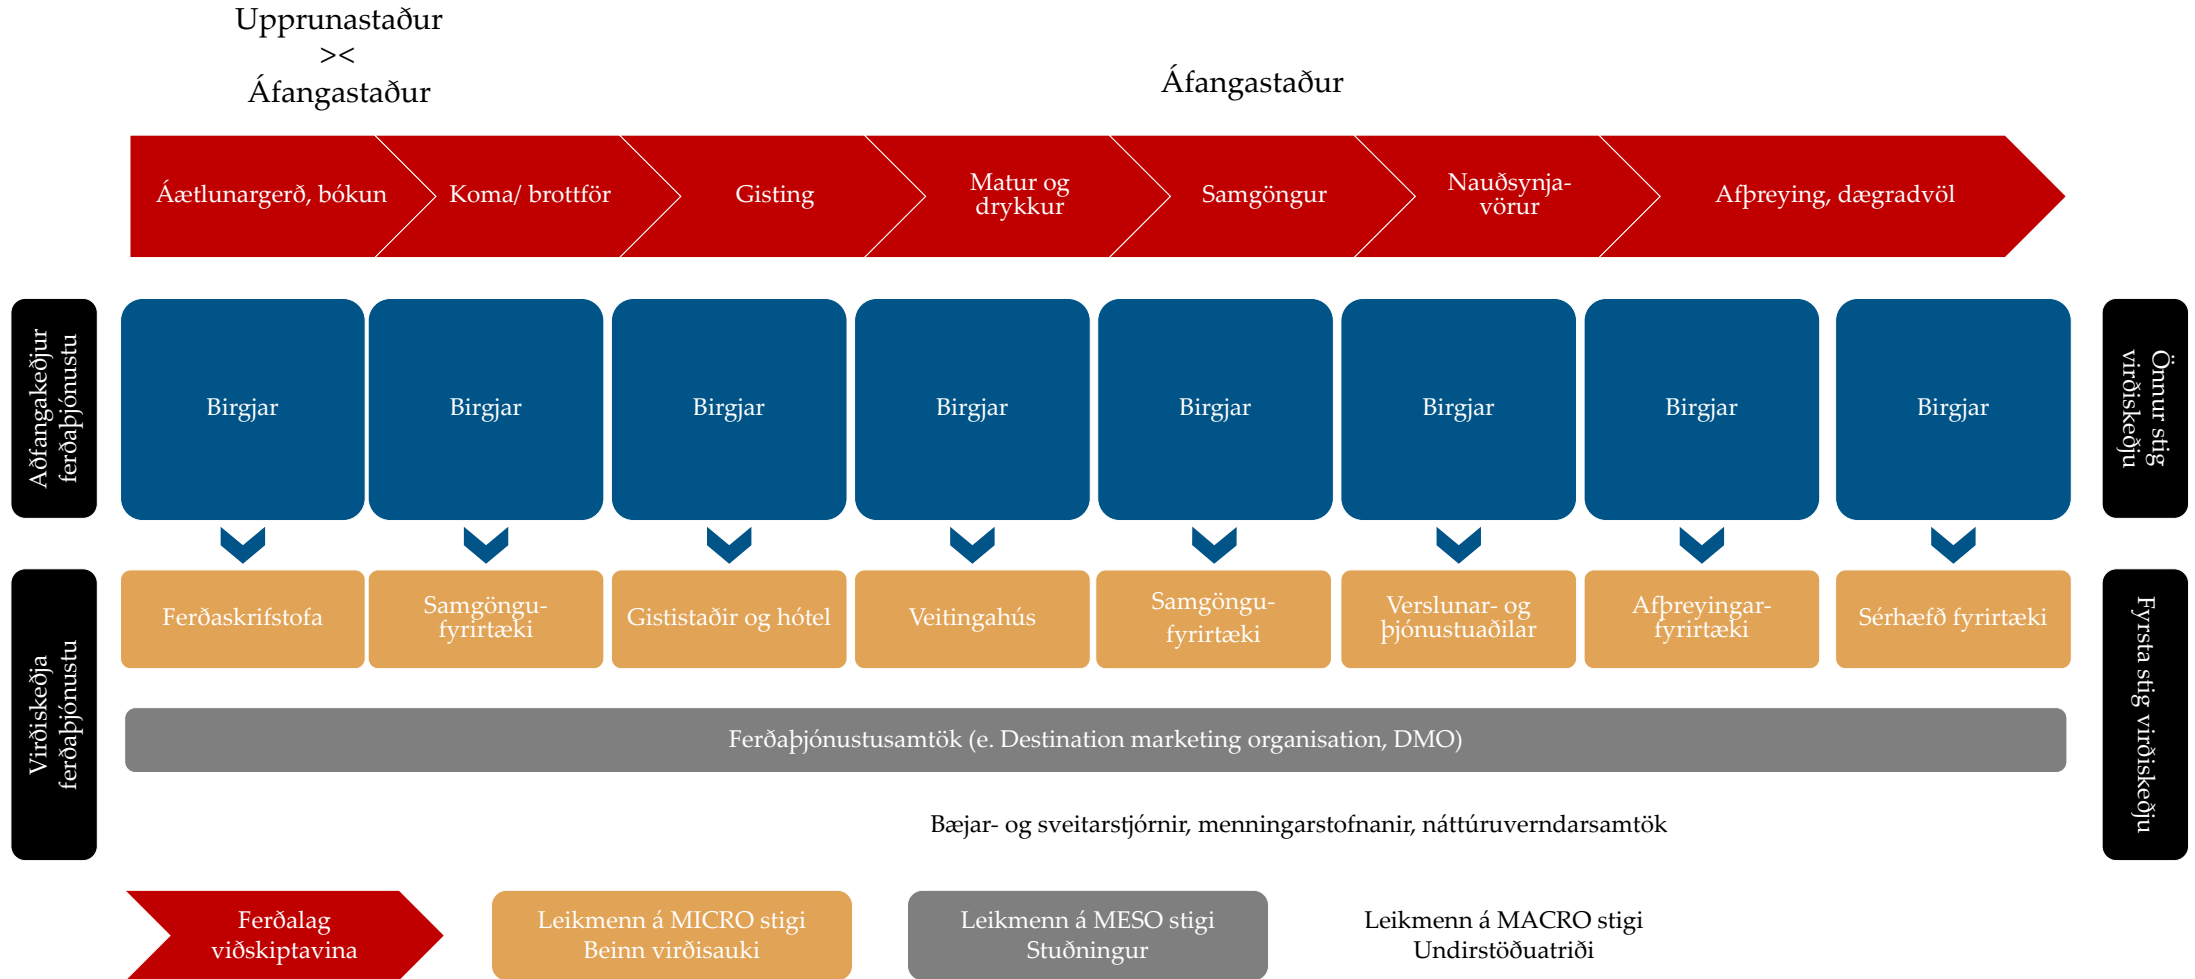 Upprunastaður
><
Áfangastaður
Áfangastaður
Áætlunargerð, bókun
Koma/ brottför
Gisting
Matur og
drykkur
Samgöngur
Nauðsynja-
vörur
Afþreying, dægradvöl
Aðfangakeðjur
ferðaþjónustu
Birgjar
Birgjar
Birgjar
Birgjar
Birgjar
Birgjar
Birgjar
Birgjar
Önnur stig
virðiskeðju
Virðiskeðja
ferðaþjónustu
Ferðaskrifstofa
Samgöngu-
fyrirtæki
Gististaðir og hótel
Veitingahús
Samgöngu-
fyrirtæki
Verslunar- og
þjónustuaðilar
Afþreyingar-
fyrirtæki
Sérhæfð fyrirtæki
Fyrsta stig virðiskeðju
Ferðaþjónustusamtök (e. Destination marketing organisation, DMO)
Bæjar- og sveitarstjórnir, menningarstofnanir, náttúruverndarsamtök
Ferðalag
viðskiptavina
Leikmenn á MICRO stigi
Beinn virðisauki
Leikmenn á MESO stigi
Stuðningur
Leikmenn á MACRO stigi
Undirstöðuatriði